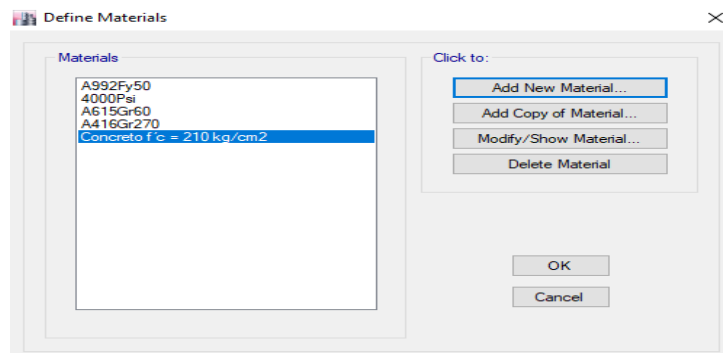 Define Materials
Materials
A992Fy50
4000Psi
A615Gr60
A416Gr270
Concreto f´c = 210 kg/cm2
Click to:
Add New Material...
Add Copy of Material...
Modify/Show Material...
Delete Material
OK
Cancel